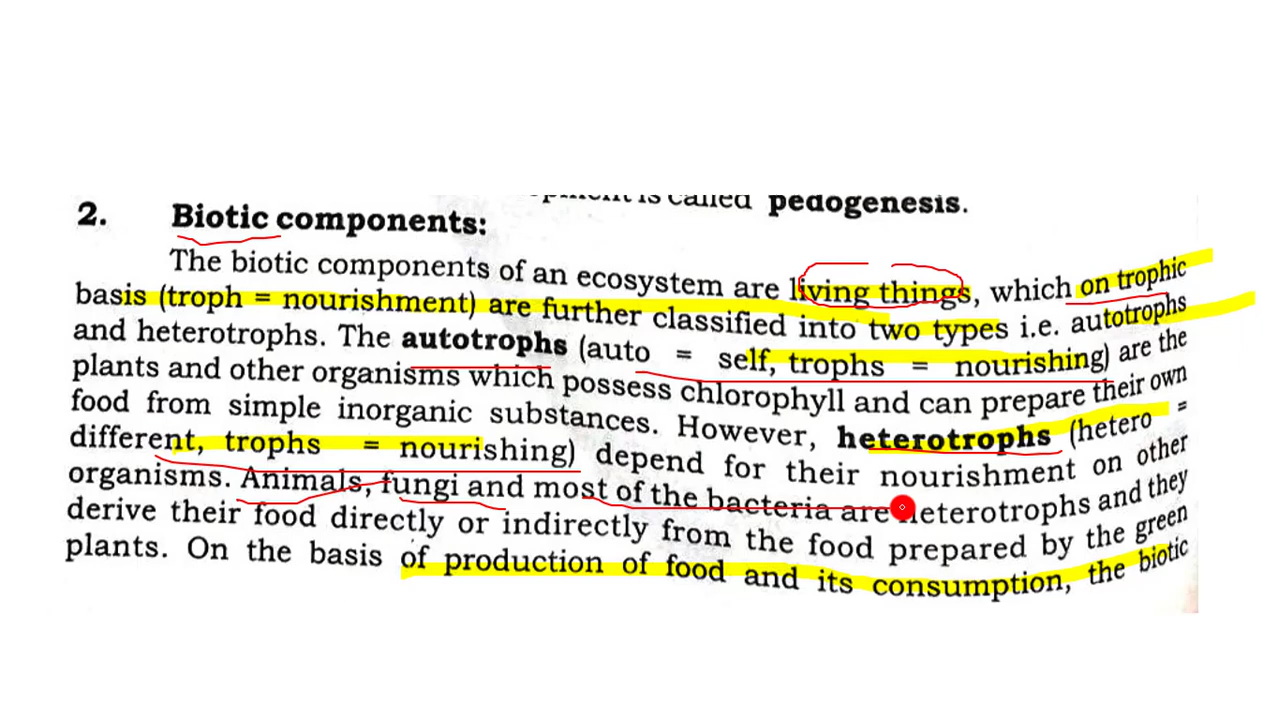 is called pedogenesis.
2. Biotic components:
The biotic components of an ecosystem are living things, which on trophic
basis (troph = nourishment) are further classified into two types i.e. autotrophs
and heterotrophs. The autotrophs (auto = self, trophs = nourishing) are the
plants and other organisms which possess chlorophyll and can prepare their own
food from simple inorganic substances. However, heterotrophs (hetero =
different, trophs = nourishing) depend for their nourishment on other
organisms. Animals, fungi and most of the bacteria are heterotrophs and they
derive their food directly or indirectly from the food prepared by the green
plants. On the basis of production of food and its consumption, the biotic